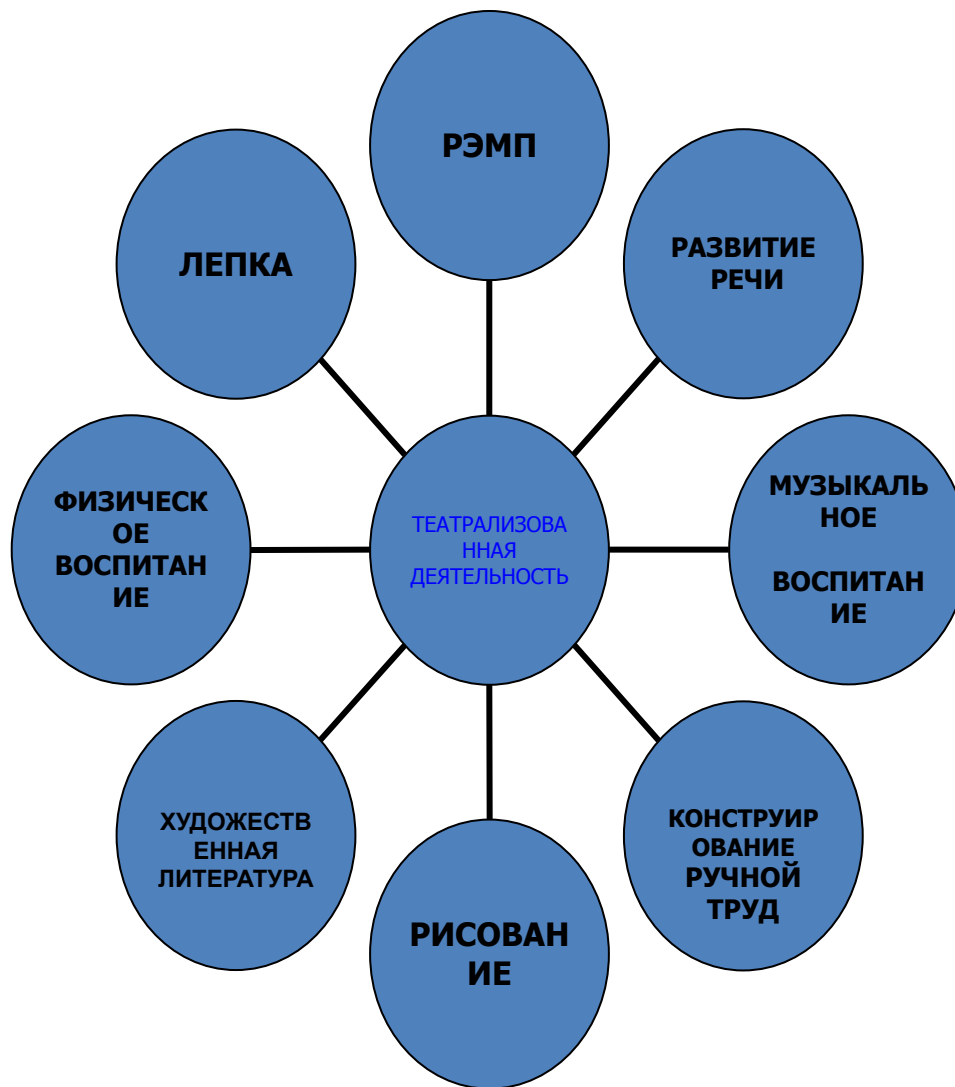 РЭМП
ЛЕПКА
РАЗВИТИЕ
РЕЧИ
ФИЗИЧЕСК
ОЕ
ВОСПИТАН
ИЕ
ТЕАТРАЛИЗОВА
ННАЯ
ДЕЯТЕЛЬНОСТЬ
МУЗЫКАЛЬ
НОЕ
ВОСПИТАН
ИЕ
ХУДОЖЕСТВ
ЕННАЯ
ЛИТЕРАТУРА
РИСОВАН
ИЕ
КОНСТРУИР
ОВАНИЕ
РУЧНОЙ
ТРУД